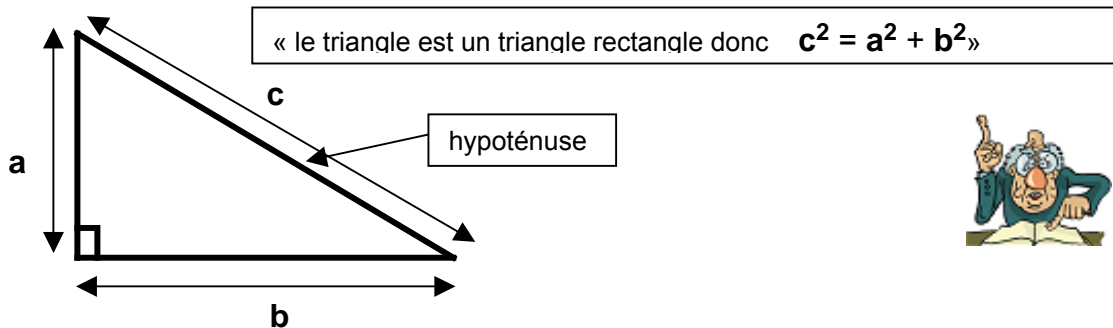 « le triangle est un triangle rectangle donc c² = a² + b²»
c
hypoténuse
a
b